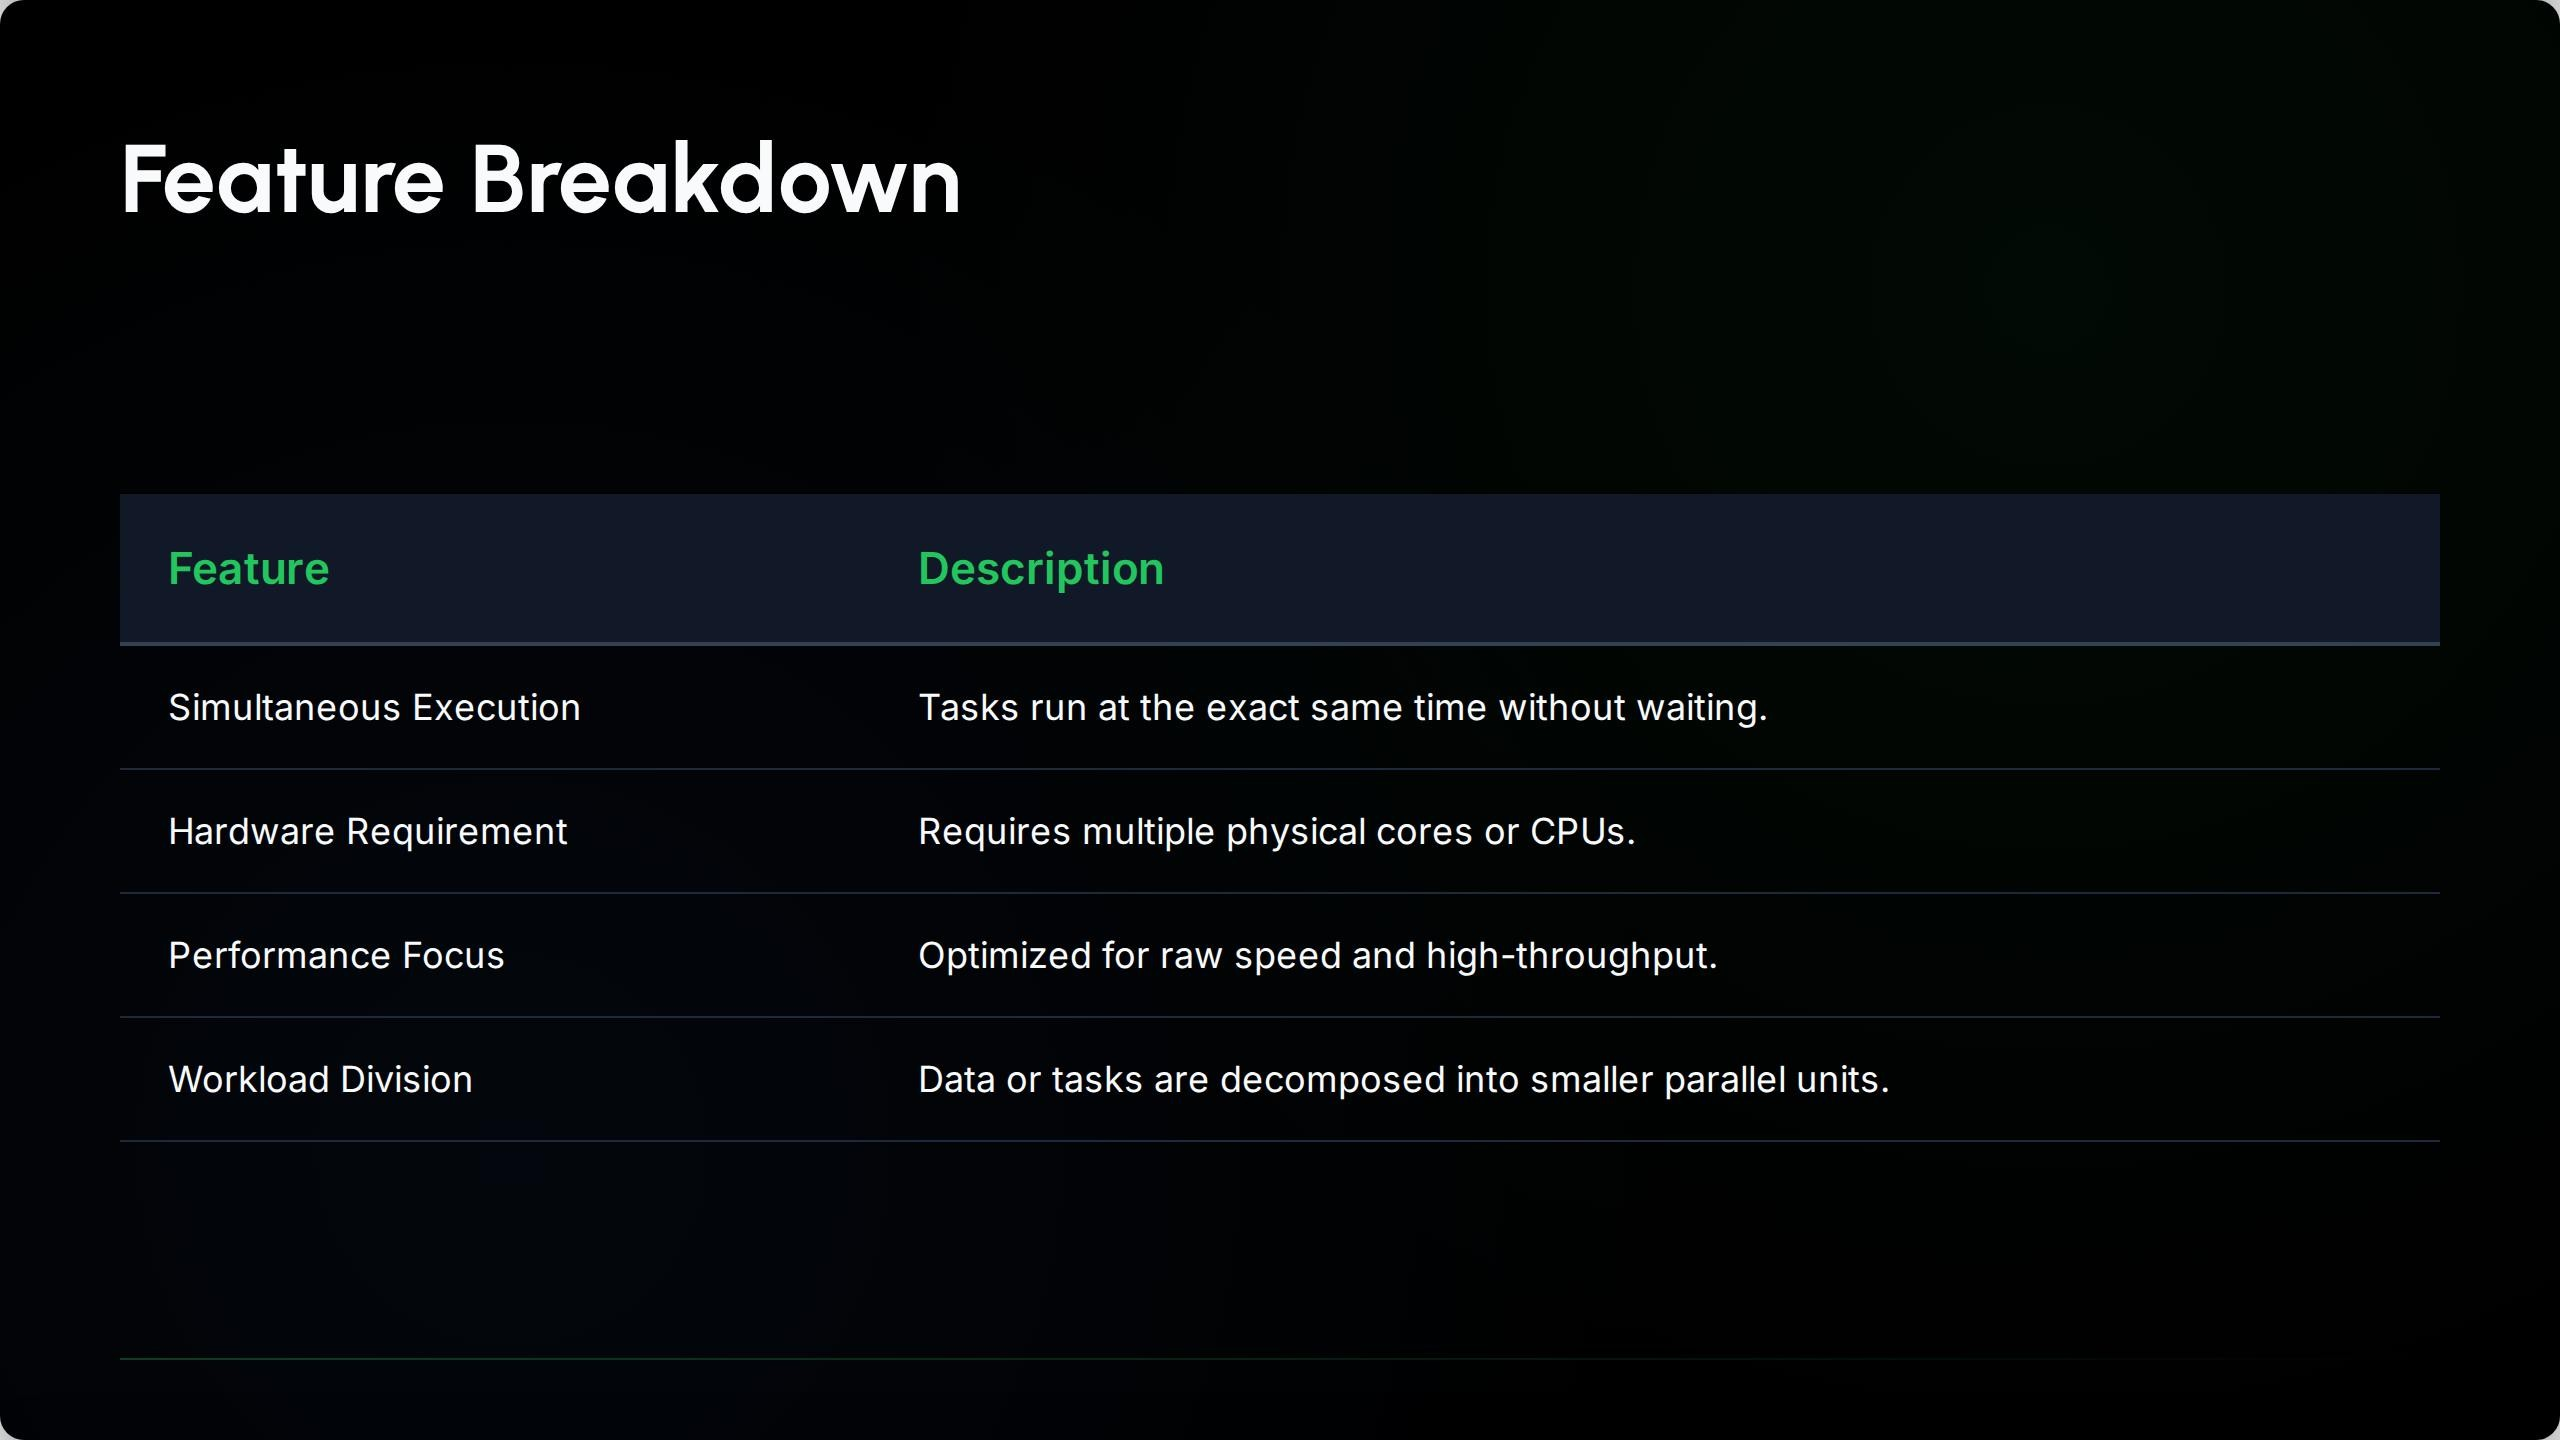 Feature Breakdown
Feature Description
Simultaneous Execution Tasks run at the exact same time without waiting.
Hardware Requirement Requires multiple physical cores or CPUs.
Performance Focus Optimized for raw speed and high-throughput.
Workload Division Data or tasks are decomposed into smaller parallel units.